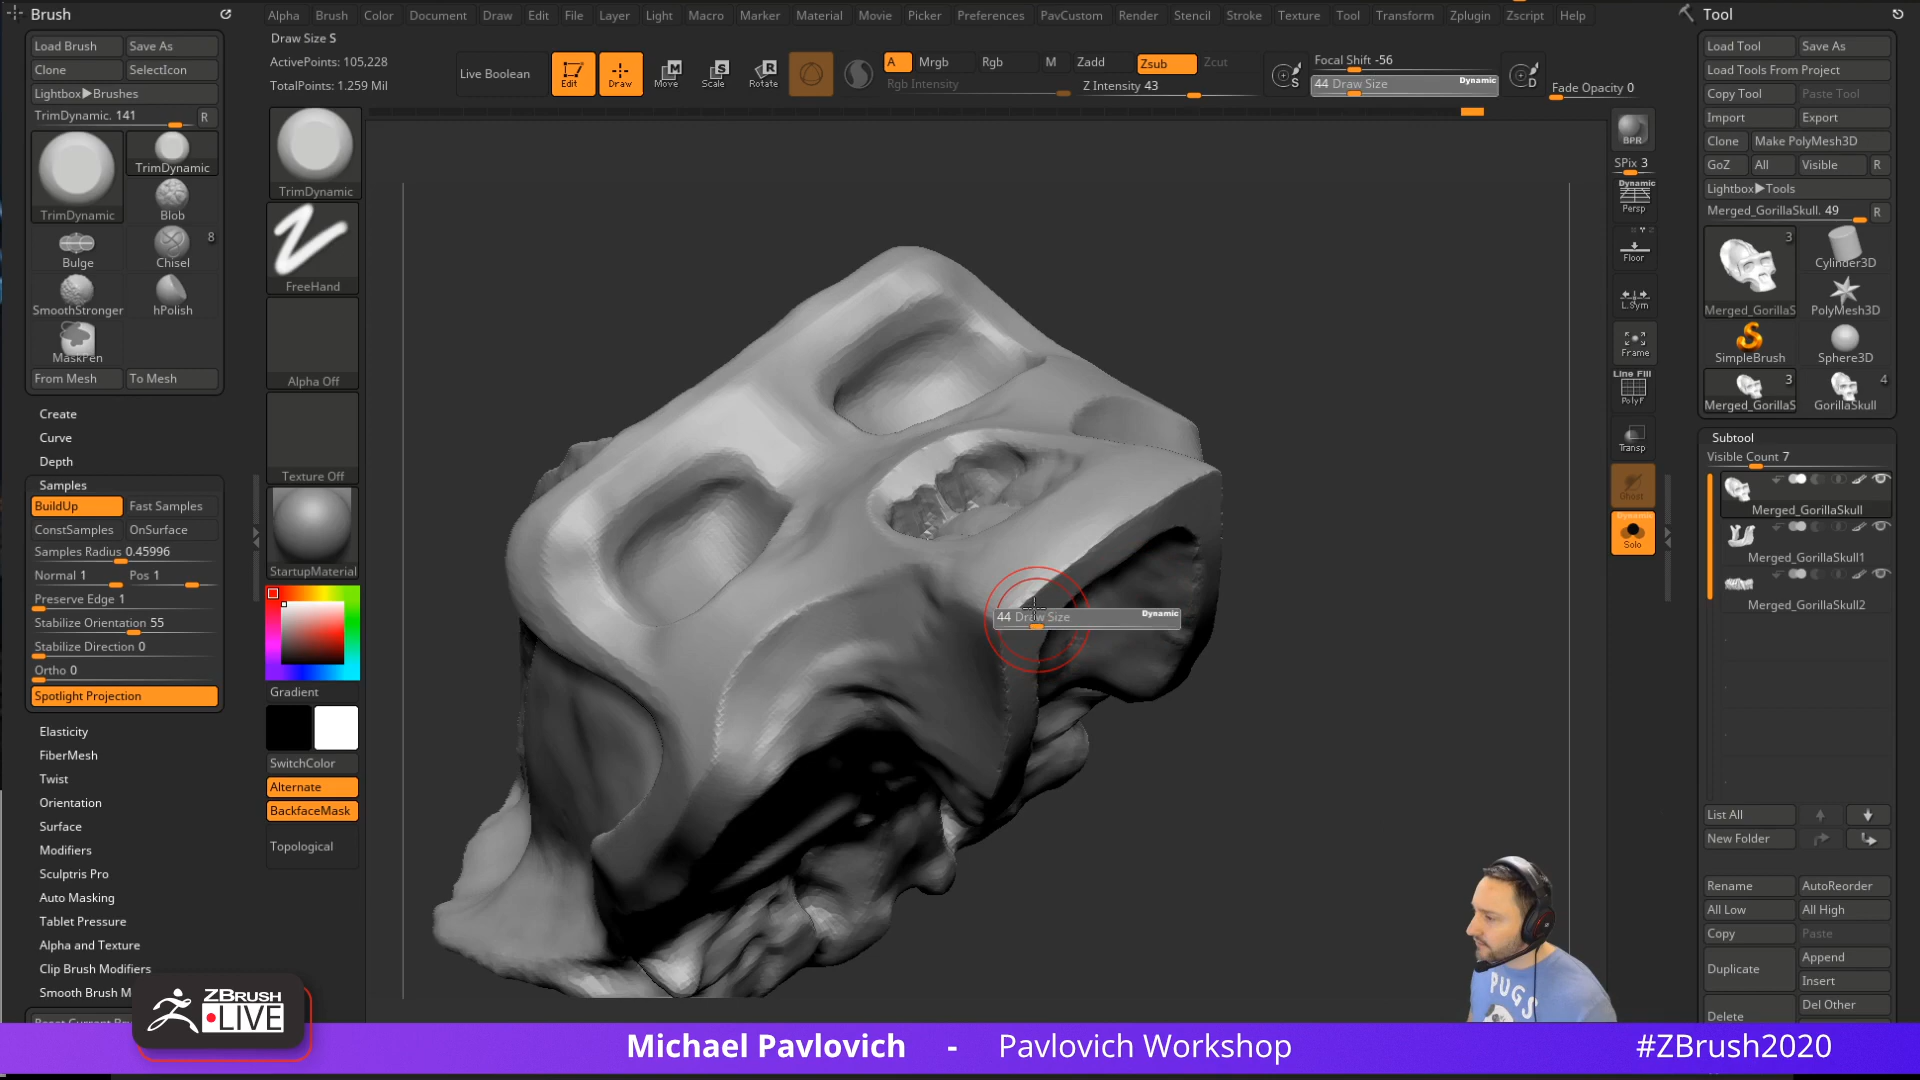 Brush
Alpha Brush Color Document Draw Edit File Layer Light Macro Marker Material Movie Picker Preferences PavCustom Render Stencil Stroke Texture Tool Transform Zplugin Zscript Help
Tool
Load Brush Save As
Clone SelectIcon
Lightbox▶Brushes
TrimDynamic. 141 R
TrimDynamic
TrimDynamic
Blob
Bulge
8
Chisel
SmoothStronger
hPolish
MaskPen
From Mesh To Mesh
Create
Curve
Depth
Samples
BuildUp Fast Samples
ConstSamples OnSurface
Samples Radius 0.45996
Normal 1 Pos 1
Preserve Edge 1
Stabilize Orientation 55
Stabilize Direction 0
Ortho 0
Spotlight Projection
Elasticity
FiberMesh
Twist
Orientation
Surface
Modifiers
Sculptris Pro
Auto Masking
Tablet Pressure
Alpha and Texture
Clip Brush Modifiers
Smooth Brush M
Draw Size S
ActivePoints: 105,228
TotalPoints: 1.259 Mil
Live Boolean
Edit
Draw
Move
Scale
Rotate
A Mrgb Rgb M Zadd Zsub Zcut
Rgb Intensity
Z Intensity 43
S
Focal Shift -56
44 Draw Size Dynamic
D
Fade Opacity 0
TrimDynamic
FreeHand
Alpha Off
Texture Off
StartupMaterial
Gradient
SwitchColor
Alternate
BackfaceMask
Topological
44 Draw Size Dynamic
BPR
SPix 3
Dynamic
Persp
Floor
L.Sym
Frame
Line Fill
PolyF
Transp
Ghost
Dynamic
Solo
Load Tool Save As
Load Tools From Project
Copy Tool Paste Tool
Import Export
Clone Make PolyMesh3D
GoZ All Visible R
Lightbox▶Tools
Merged_GorillaSkull. 49 R
3
Merged_GorillaS
Cylinder3D
PolyMesh3D
SimpleBrush
Sphere3D
3
Merged_GorillaS
4
GorillaSkull
Subtool
Visible Count 7
Merged_GorillaSkull
Merged_GorillaSkull1
Merged_GorillaSkull2
List All
New Folder
Rename AutoReorder
All Low All High
Copy Paste
Duplicate Append
Insert
Delete Del Other
PUGS
ZBRUSH
LIVE
Michael Pavlovich - Pavlovich Workshop #ZBrush2020